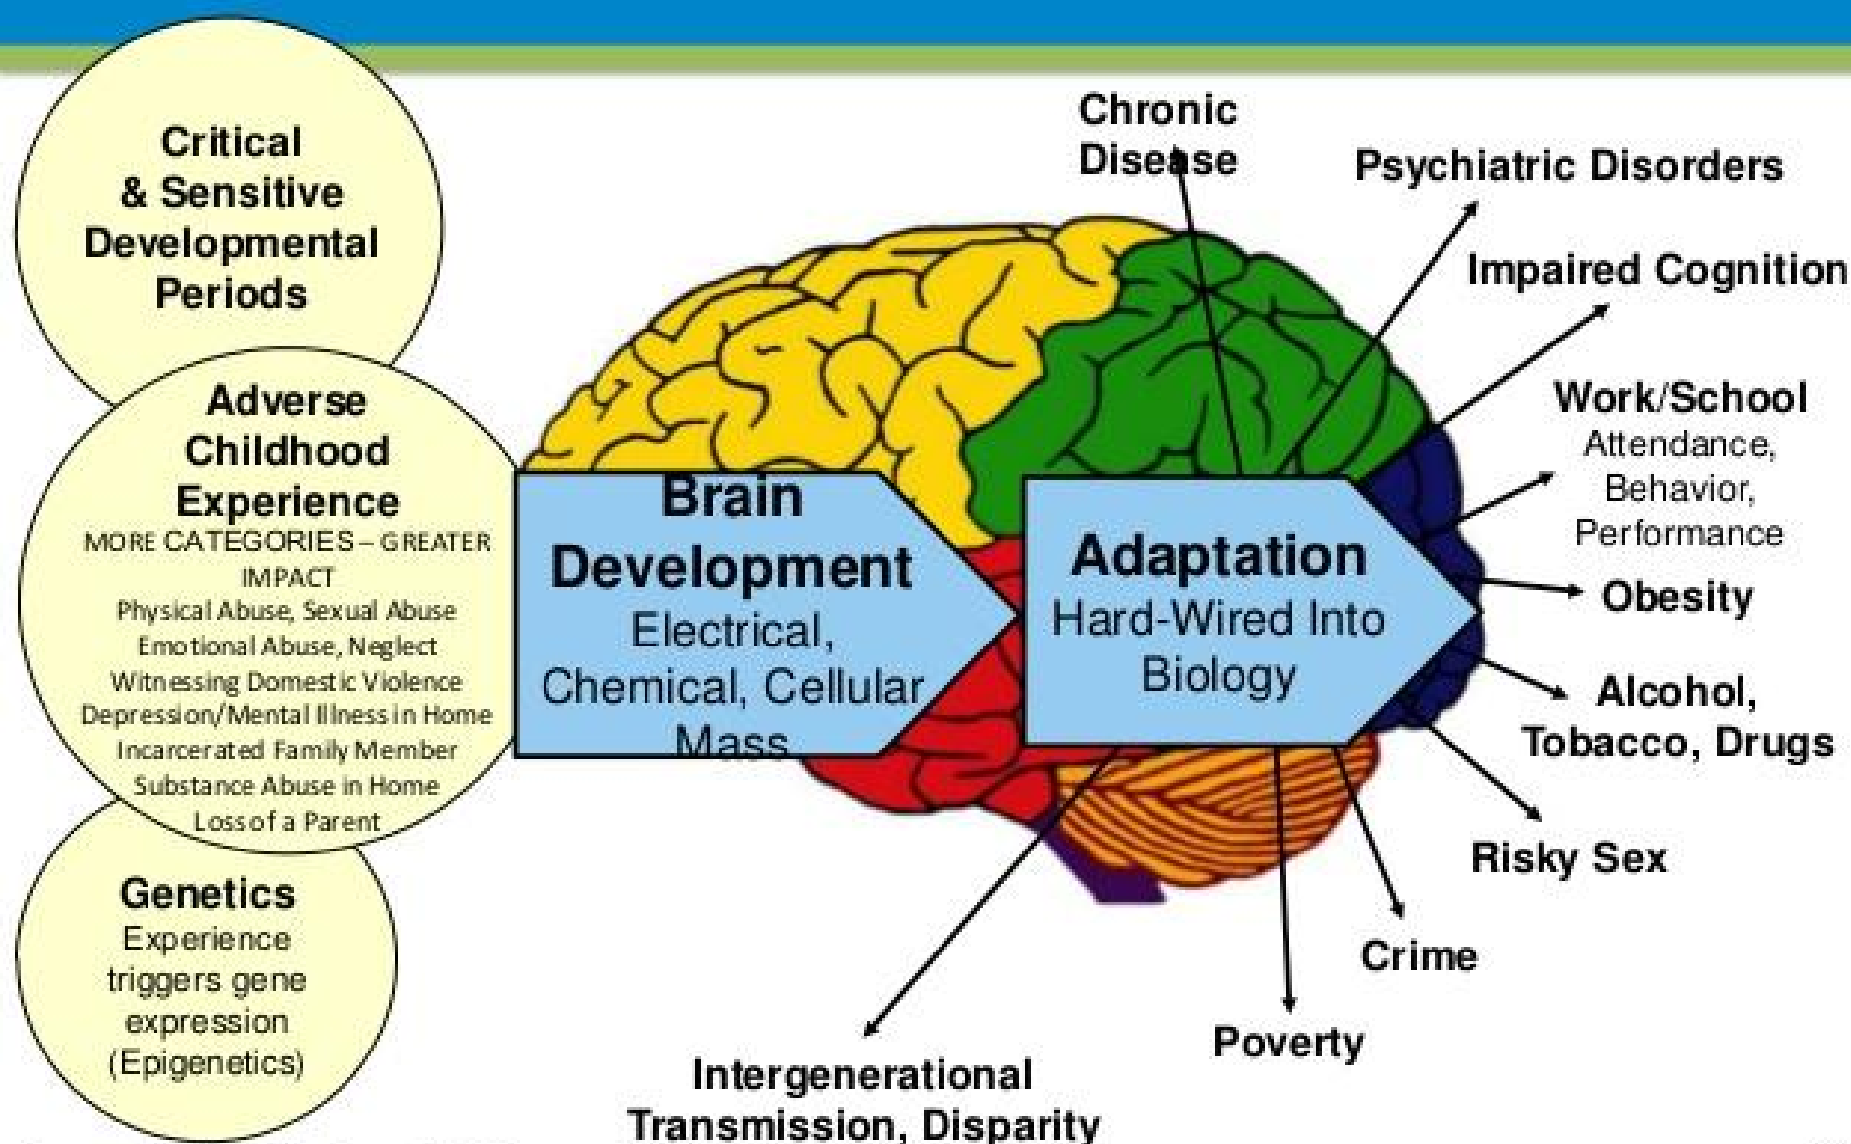 Critical
& Sensitive
Developmental
Periods
Adverse
Childhood
Experience
MORE CATEGORIES – GREATER
IMPACT
Physical Abuse, Sexual Abuse
Emotional Abuse, Neglect
Witnessing Domestic Violence
Depression/Mental Illness in Home
Incarcerated Family Member
Substance Abuse in Home
Loss of a Parent
Genetics
Experience
triggers gene
expression
(Epigenetics)
Brain
Development
Electrical,
Chemical, Cellular
Mass
Adaptation
Hard-Wired Into
Biology
Chronic
Disease
Psychiatric Disorders
Impaired Cognition
Work/School
Attendance,
Behavior,
Performance
Obesity
Alcohol,
Tobacco, Drugs
Risky Sex
Crime
Poverty
Intergenerational
Transmission, Disparity